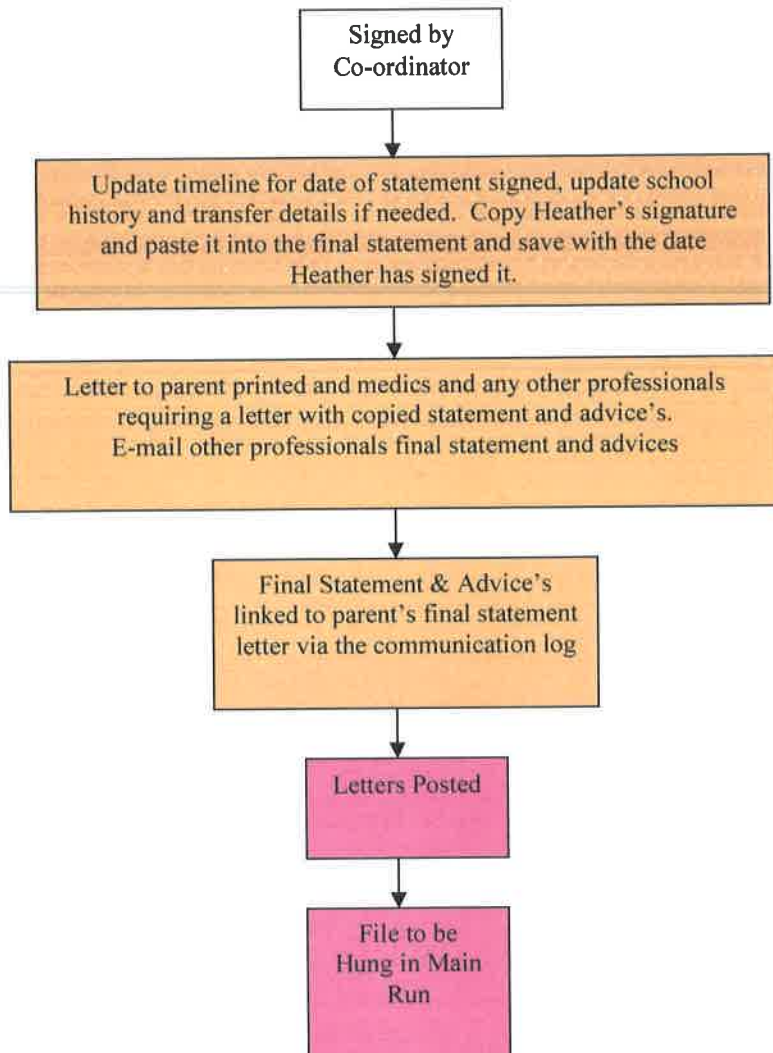 Signed by
Co-ordinator
Update timeline for date of statement signed, update school
history and transfer details if needed. Copy Heather's signature
and paste it into the final statement and save with the date
Heather has signed it.
Letter to parent printed and medics and any other professionals
requiring a letter with copied statement and advice's.
E-mail other professionals final statement and advices
Final Statement & Advice's
linked to parent's final statement
letter via the communication log
Letters Posted
File to be
Hung in Main
Run